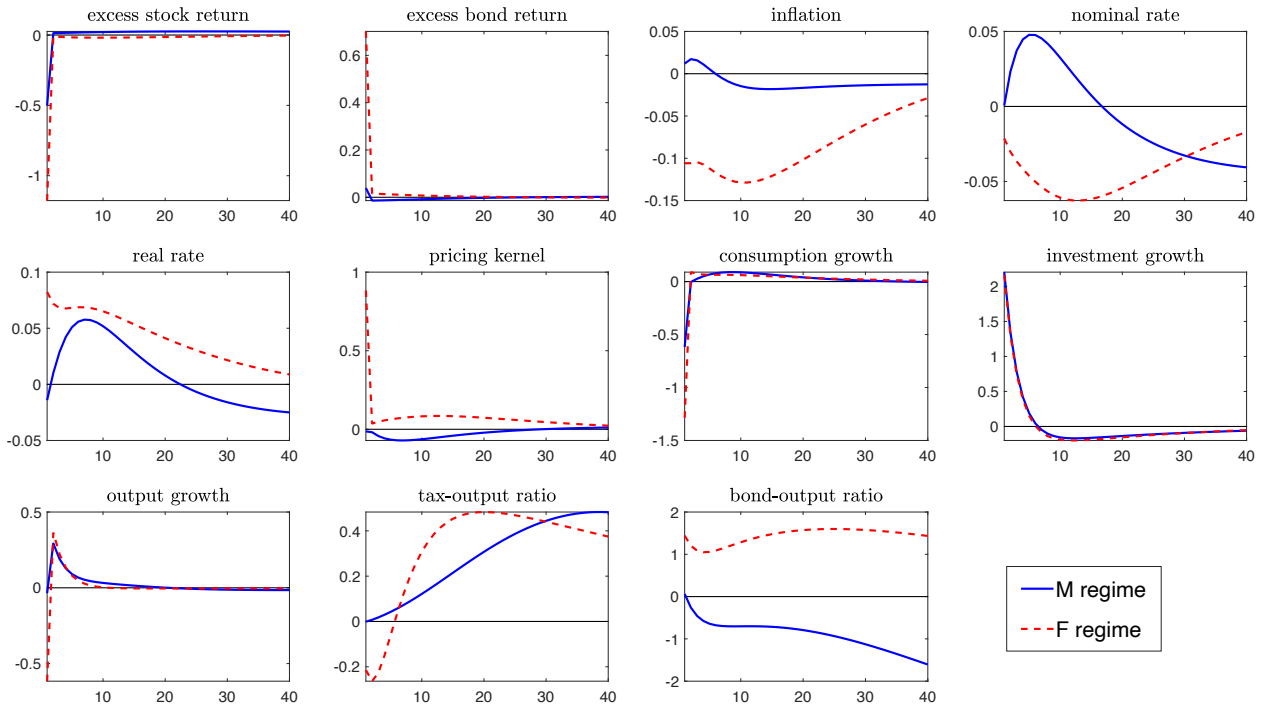 excess stock return
0
-0.5
-1
10 20 30 40
excess bond return
0.6
0.4
0.2
0
10 20 30 40
inflation
0.05
0
-0.05
-0.1
-0.15
10 20 30 40
nominal rate
0.05
0
-0.05
10 20 30 40
real rate
0.1
0.05
0
-0.05
10 20 30 40
pricing kernel
1
0.5
0
10 20 30 40
consumption growth
0
-0.5
-1
-1.5
10 20 30 40
investment growth
2
1.5
1
0.5
0
10 20 30 40
output growth
0.5
0
-0.5
10 20 30 40
tax-output ratio
0.4
0.2
0
-0.2
10 20 30 40
bond-output ratio
2
1
0
-1
-2
10 20 30 40
M regime
F regime